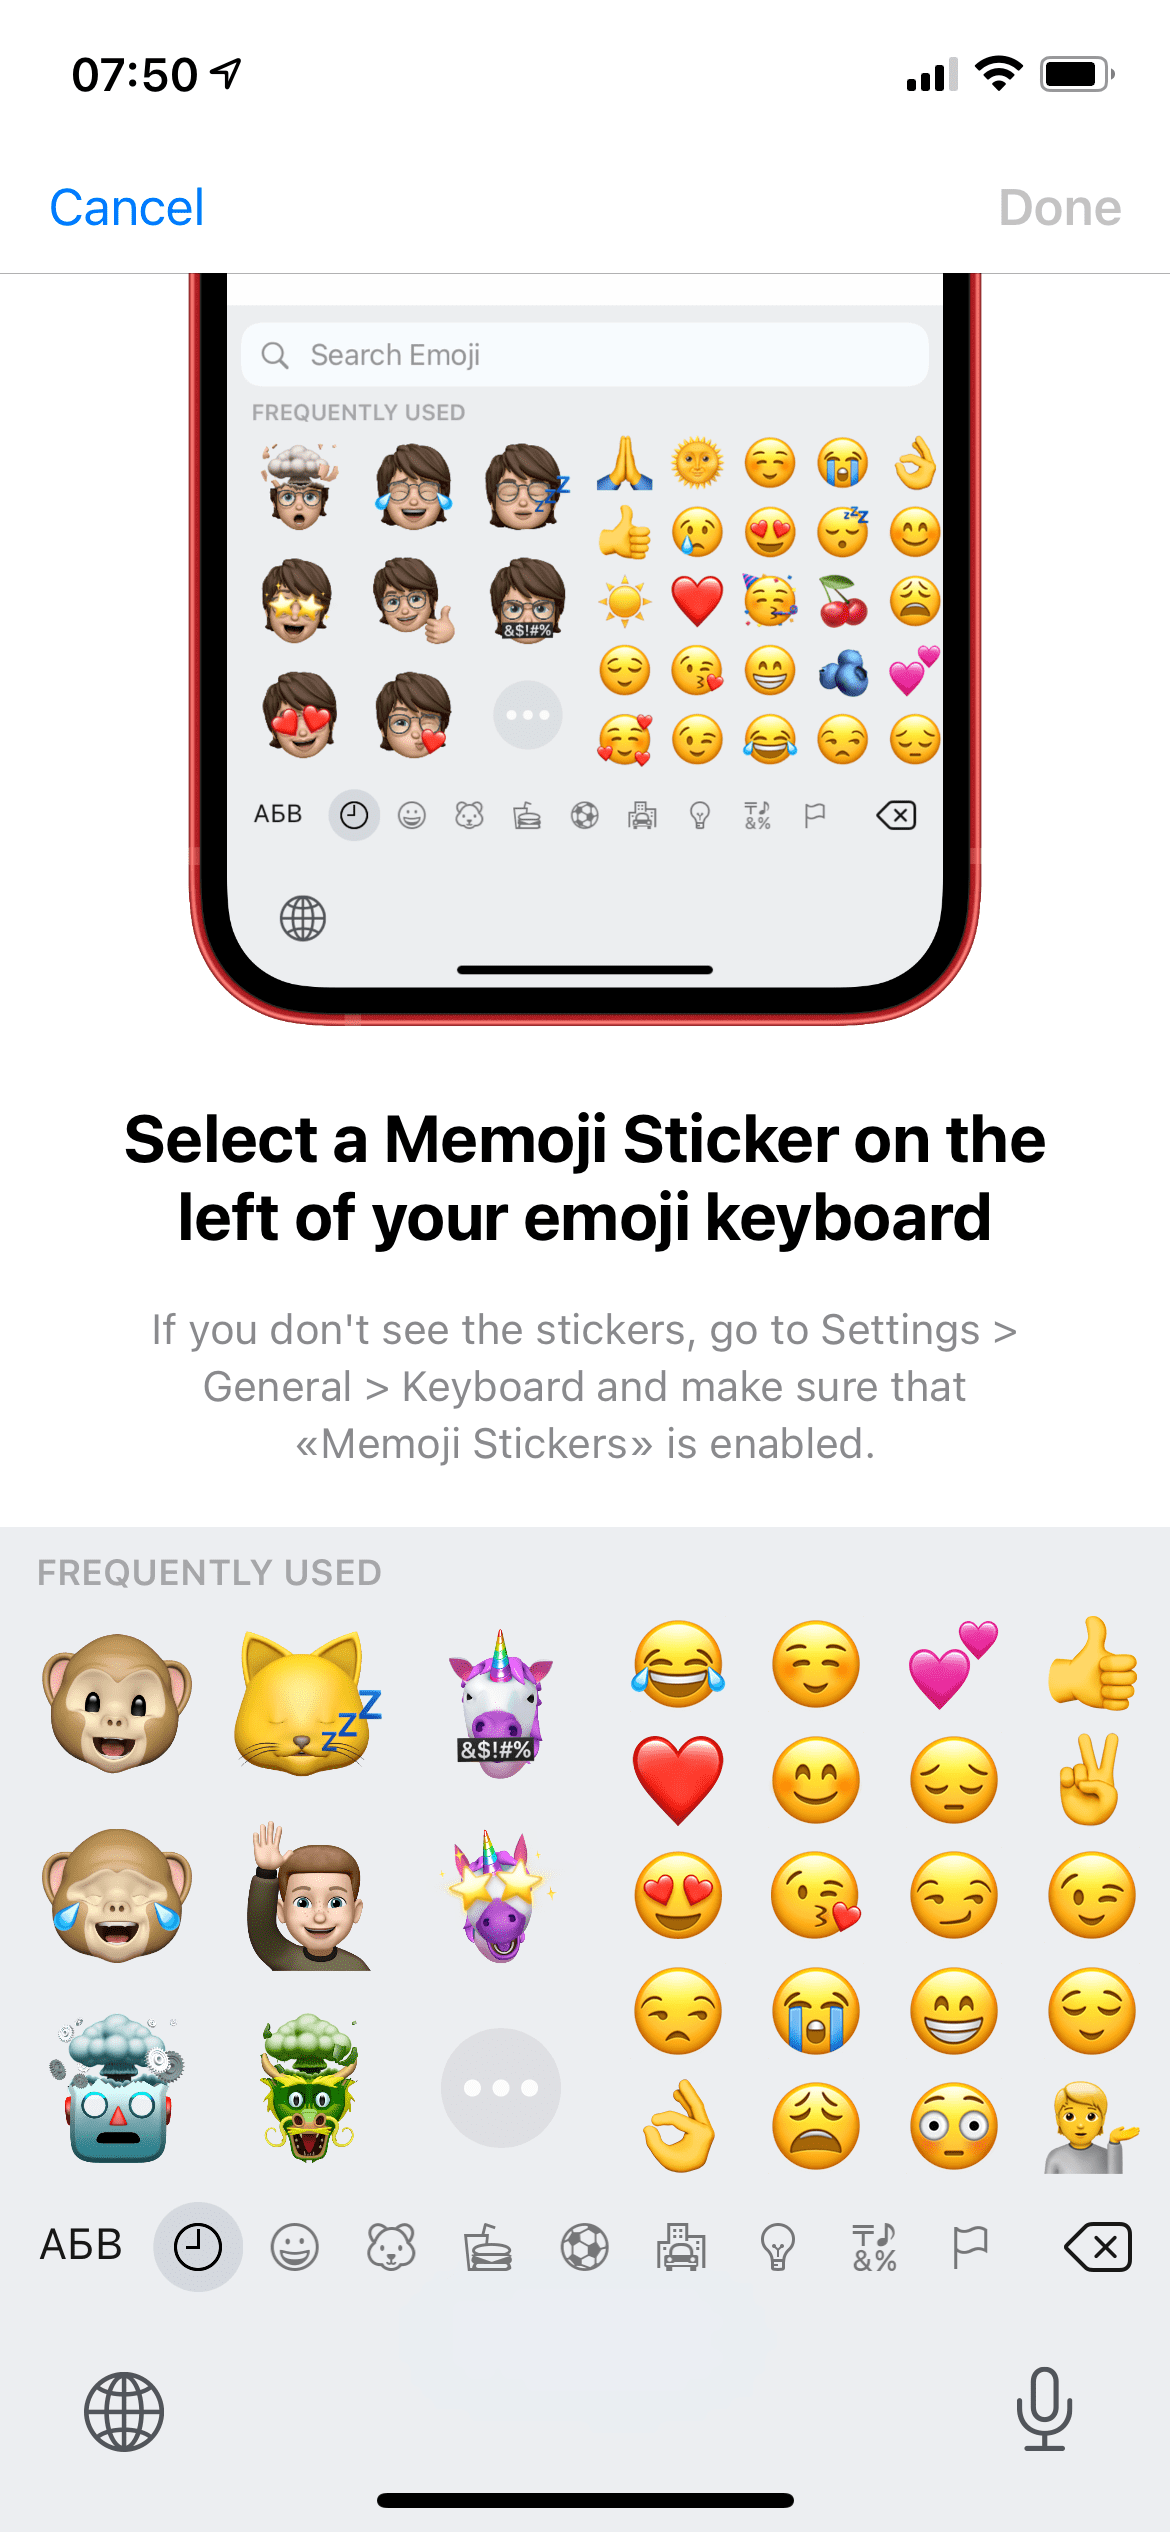 07:50
Cancel
Done
Search Emoji
FREQUENTLY USED
&$!#%
АБВ
&%
Select a Memoji Sticker on the
left of your emoji keyboard
If you don't see the stickers, go to Settings >
General > Keyboard and make sure that
«Memoji Stickers» is enabled.
FREQUENTLY USED
zzz
&$!#%
АБВ
&%